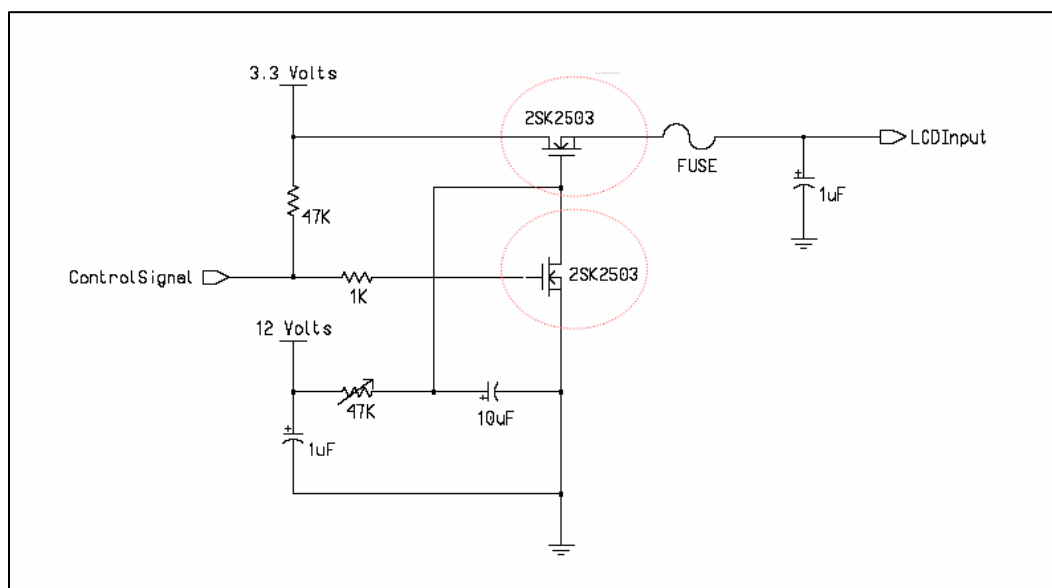 3.3 Volts
2SK2503
LCDInput
FUSE
1uF
47K
ControlSignal
1K
2SK2503
12 Volts
47K
10uF
1uF